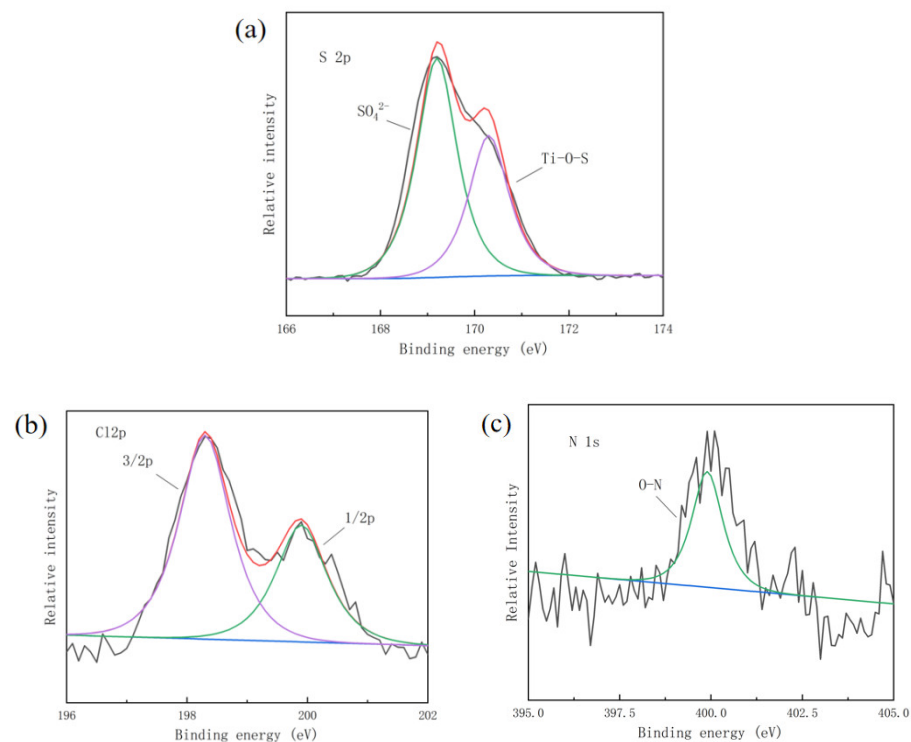 (a)
S 2p
SO₄²⁻
Ti-O-S
Relative intensity
166 168 170 172 174
Binding energy (eV)
(b)
Cl2p
3/2p
1/2p
Relative intensity
196 198 200 202
Binding energy (eV)
(c)
N 1s
O-N
Relative Intensity
395.0 397.5 400.0 402.5 405.0
Binding energy (eV)